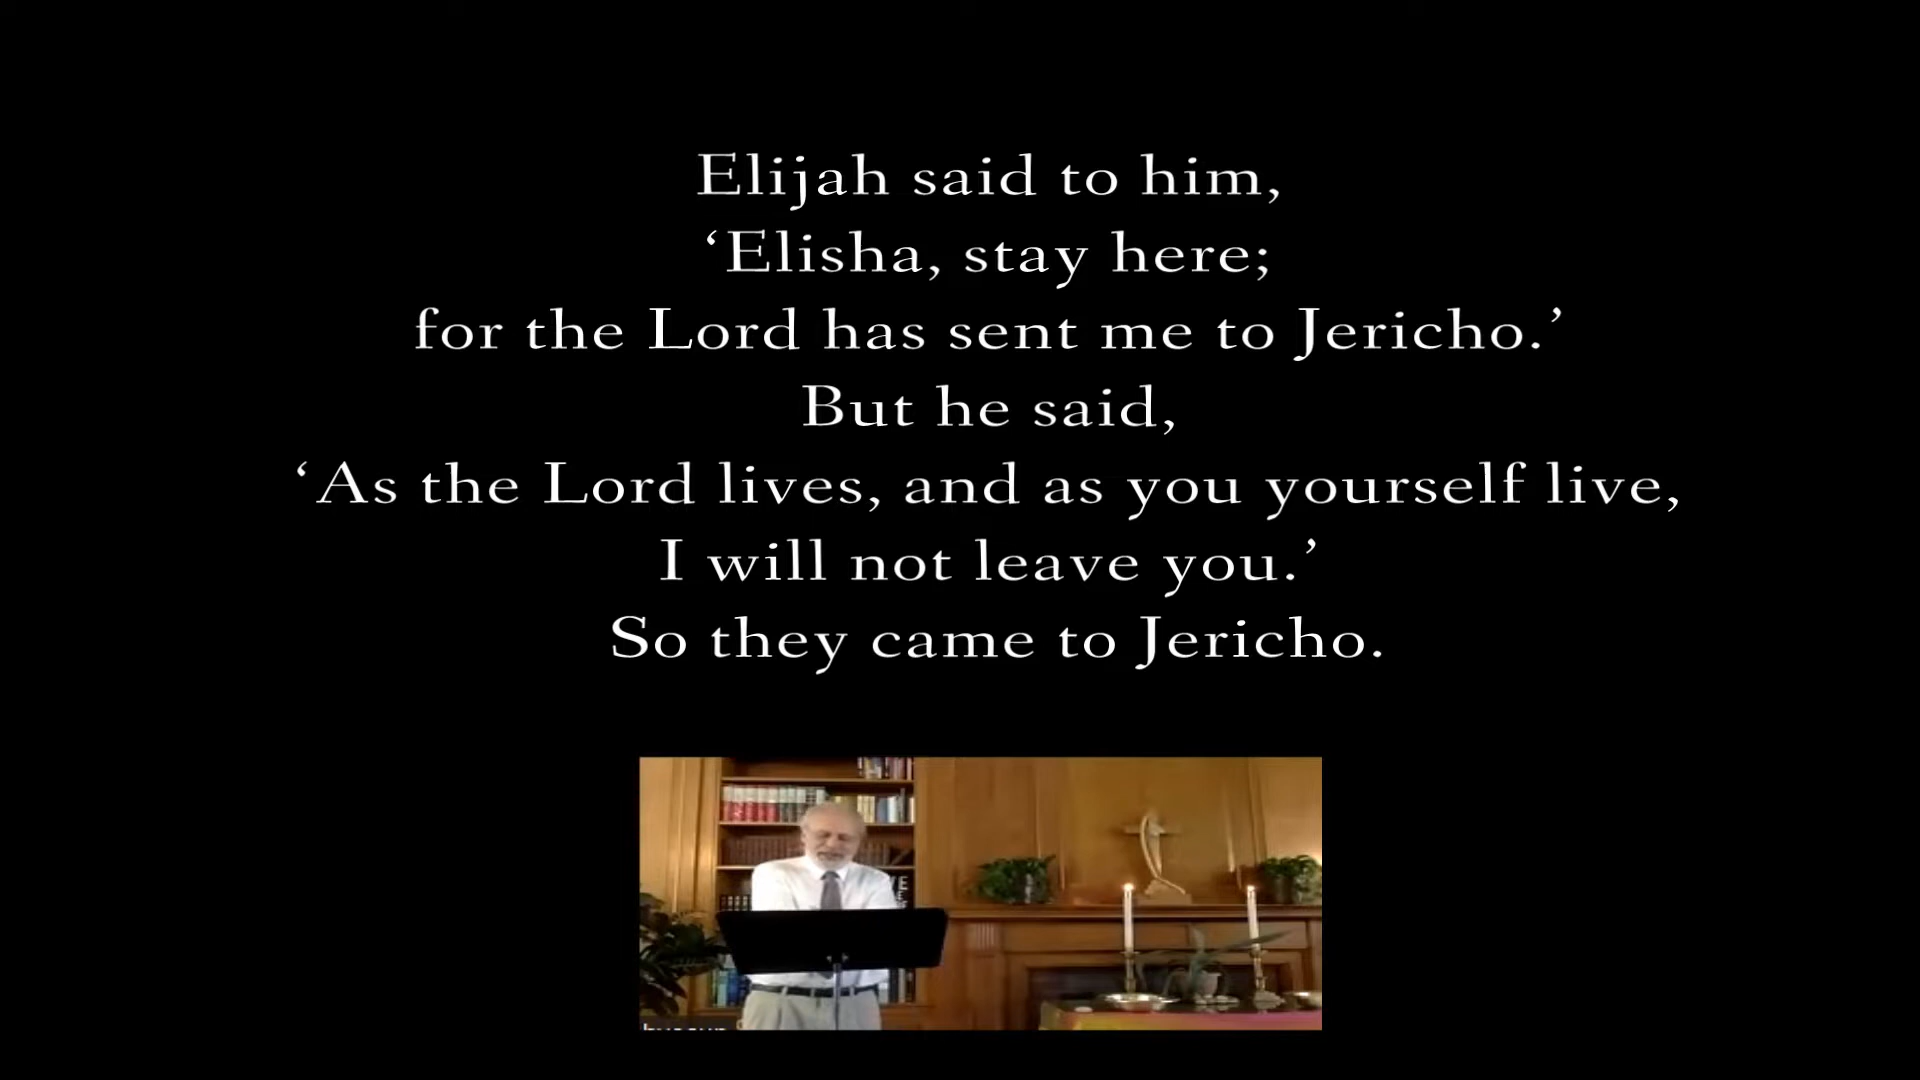 Elijah said to him,
‘Elisha, stay here;
for the Lord has sent me to Jericho.’
But he said,
‘As the Lord lives, and as you yourself live,
I will not leave you.’
So they came to Jericho.